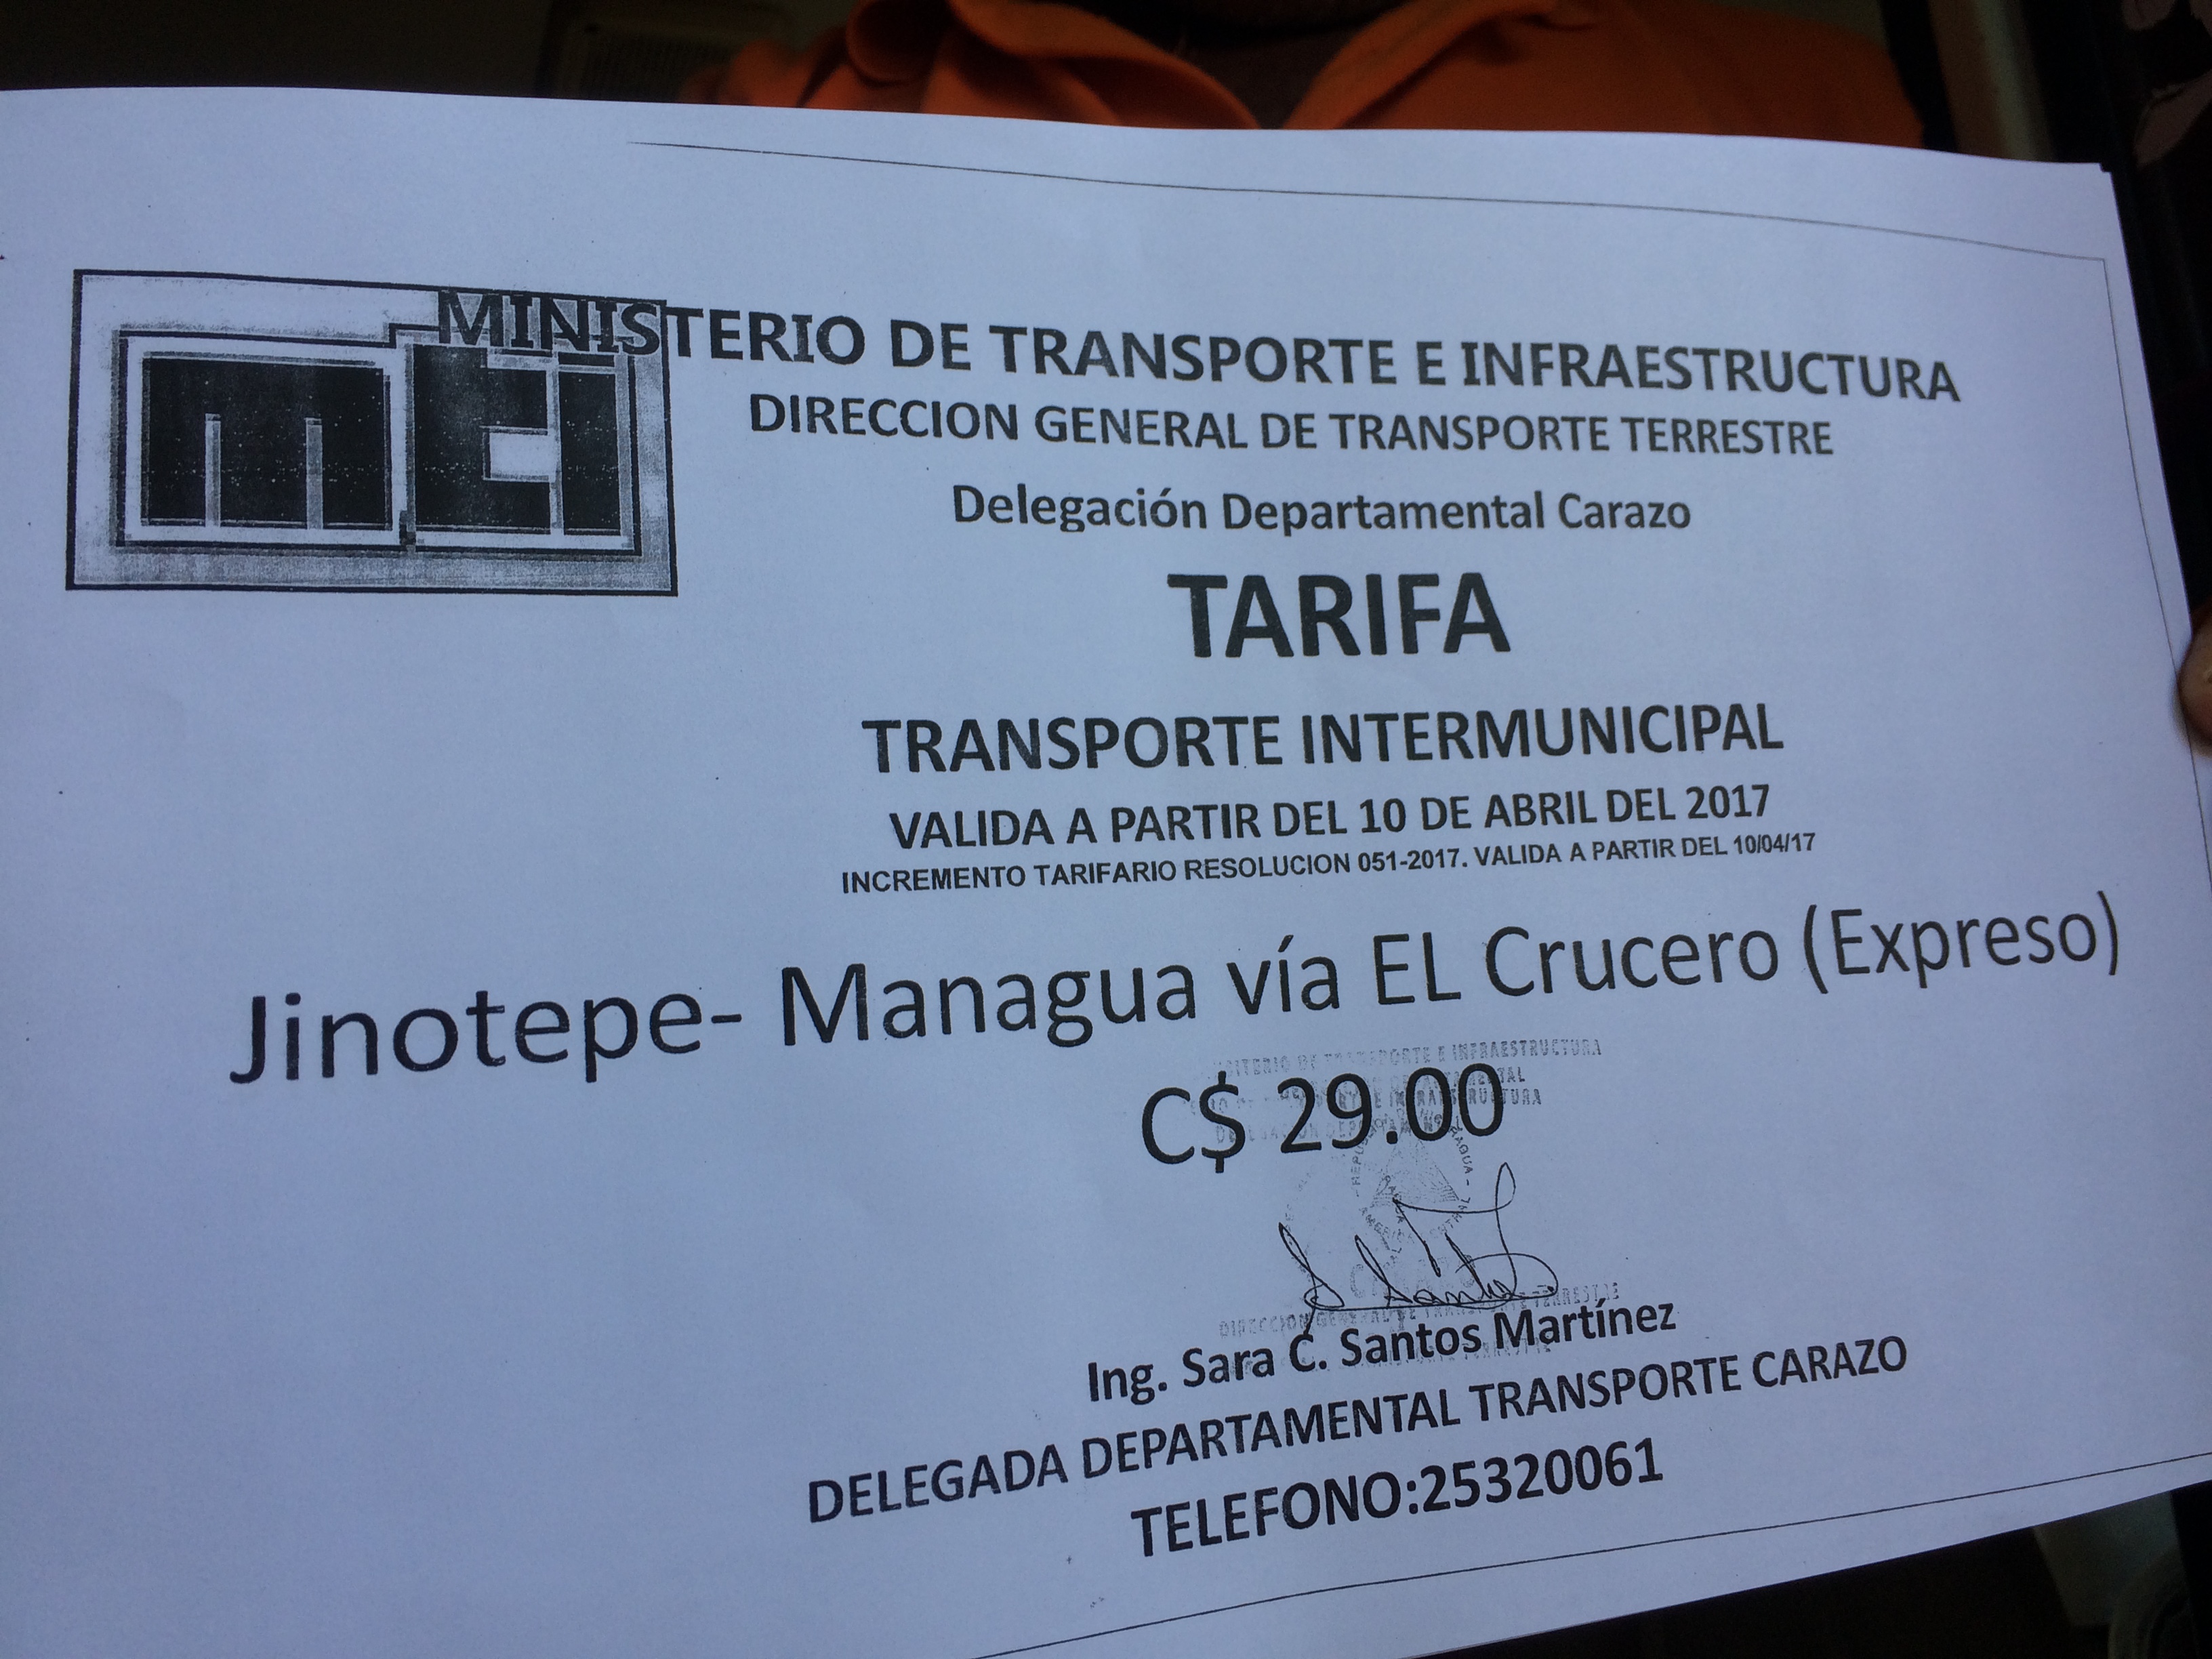 mti
MINISTERIO DE TRANSPORTE E INFRAESTRUCTURA
DIRECCION GENERAL DE TRANSPORTE TERRESTRE
Delegación Departamental Carazo
TARIFA
TRANSPORTE INTERMUNICIPAL
VALIDA A PARTIR DEL 10 DE ABRIL DEL 2017
INCREMENTO TARIFARIO RESOLUCION 051-2017. VALIDA A PARTIR DEL 10/04/17
Jinotepe- Managua vía EL Crucero (Expreso)
C$ 29.00
Ing. Sara C. Santos Martínez
DELEGADA DEPARTAMENTAL TRANSPORTE CARAZO
TELEFONO:25320061